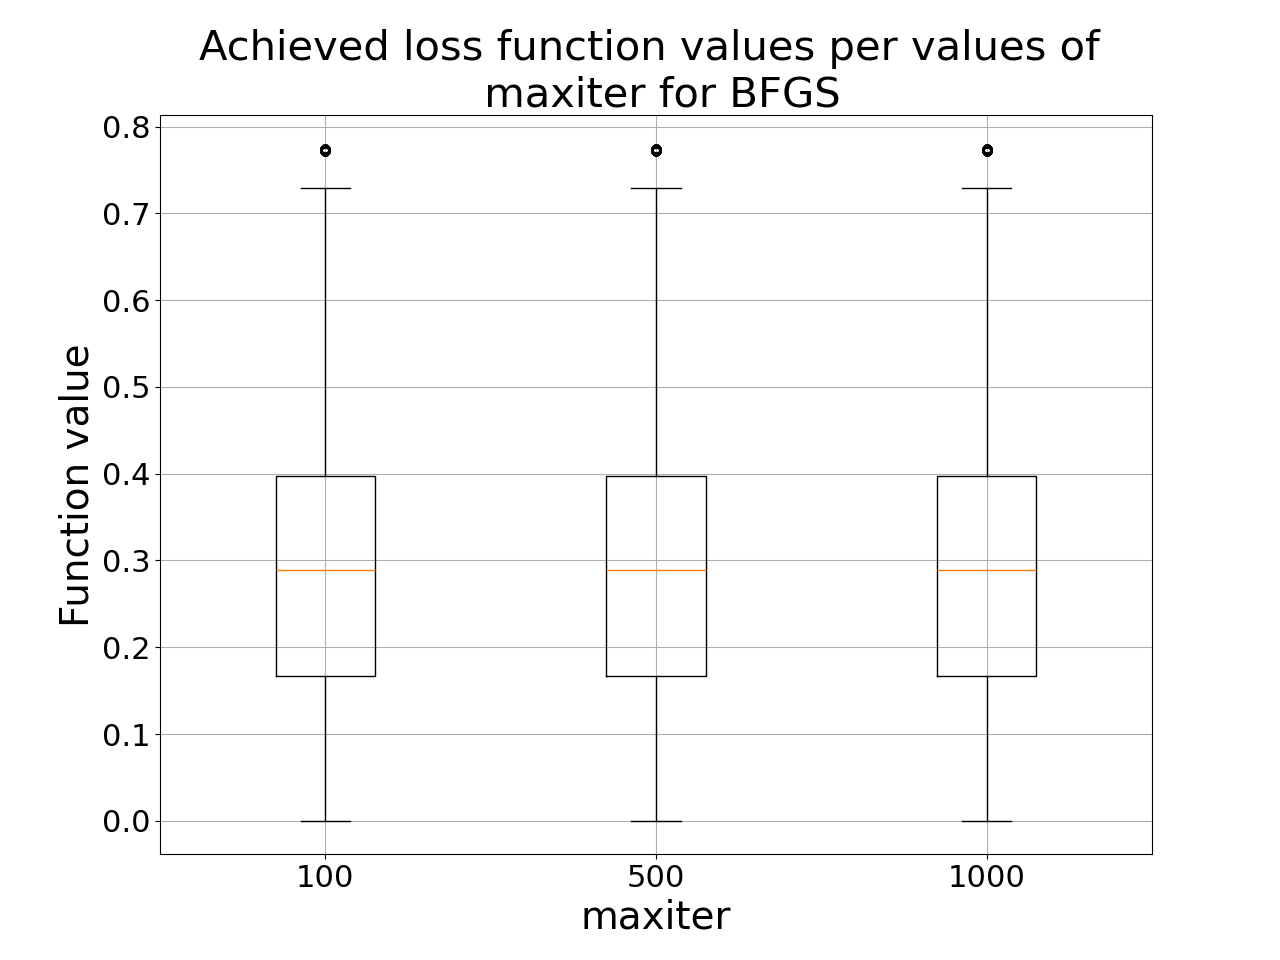 Achieved loss function values per values of
maxiter for BFGS
Function value
0.8
0.7
0.6
0.5
0.4
0.3
0.2
0.1
0.0
100 500 1000
maxiter